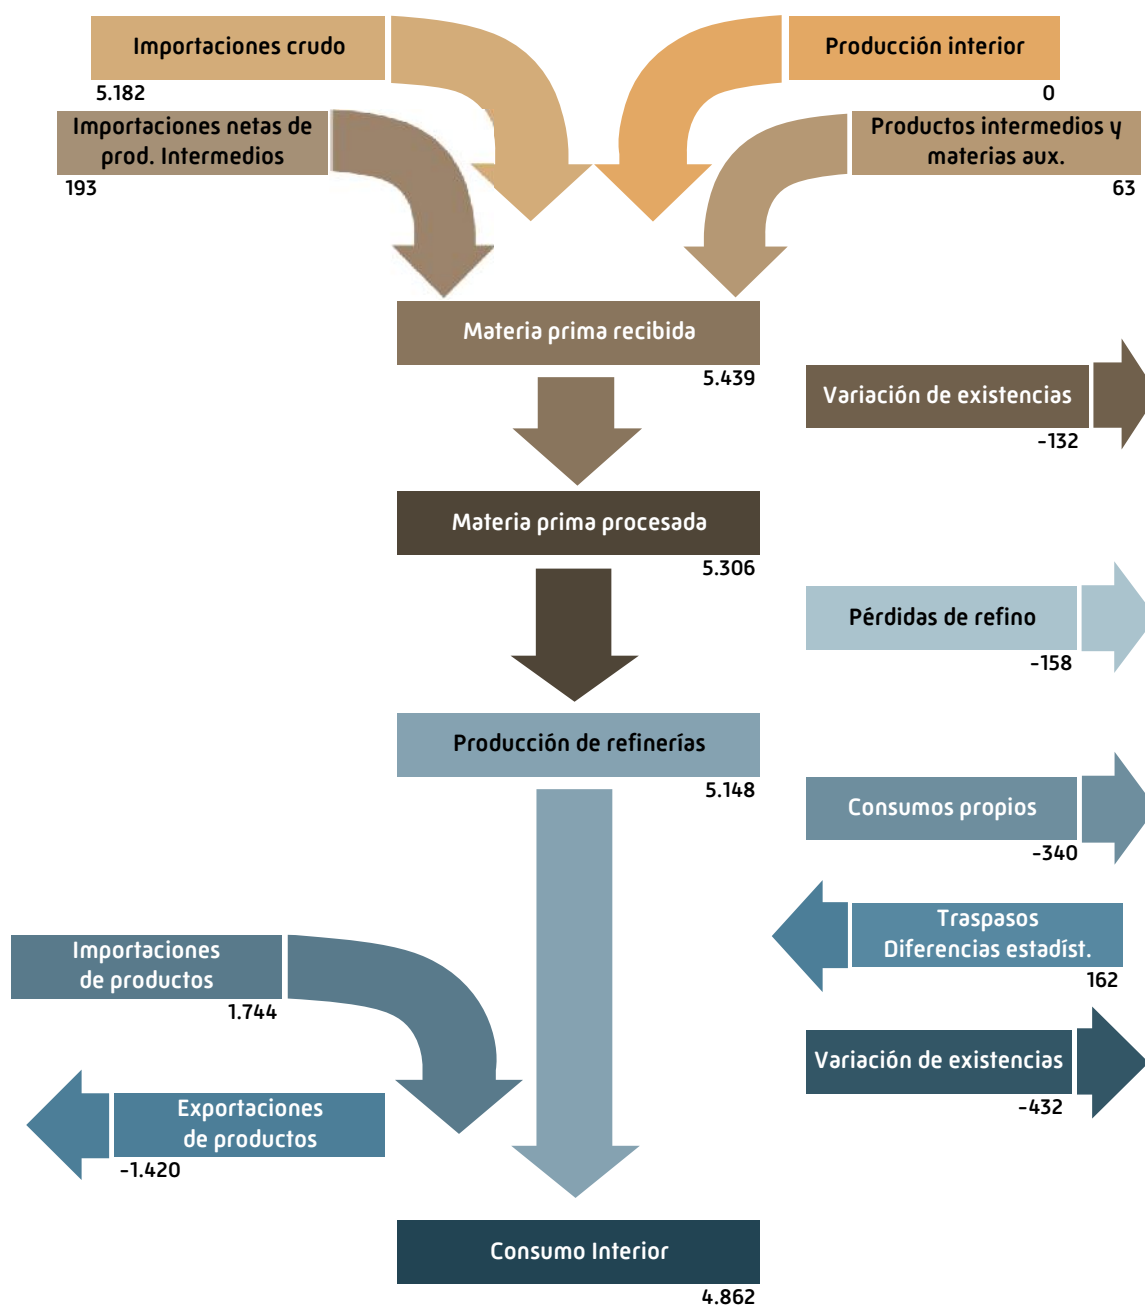 Importaciones crudo
5.182
Producción interior
0
Importaciones netas de
prod. Intermedios
193
Productos intermedios y
materias aux.
63
Materia prima recibida
5.439
Variación de existencias
-132
Materia prima procesada
5.306
Pérdidas de refino
-158
Producción de refinerías
5.148
Consumos propios
-340
Traspasos
Diferencias estadíst.
162
Importaciones
de productos
1.744
Variación de existencias
-432
Exportaciones
de productos
-1.420
Consumo Interior
4.862